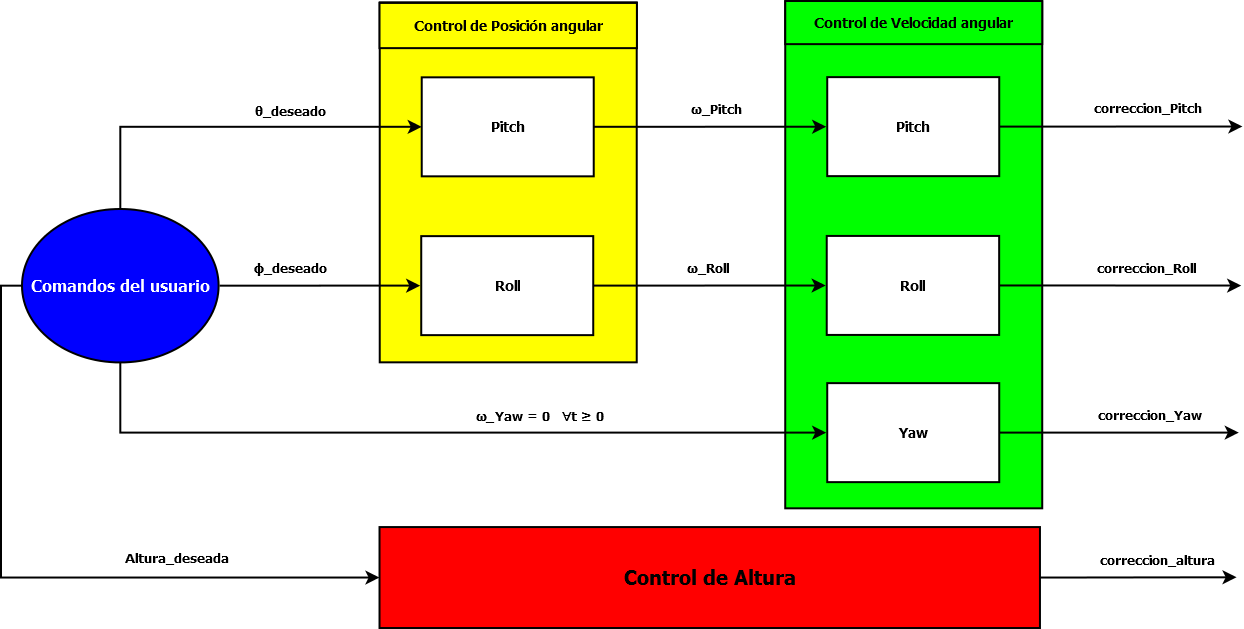 Control de Posición angular
Control de Velocidad angular
θ_deseado
Pitch
ω_Pitch
Pitch
correccion_Pitch
Comandos del usuario
ϕ_deseado
Roll
ω_Roll
Roll
correccion_Roll
ω_Yaw = 0 ∀t ≥ 0
Yaw
correccion_Yaw
Altura_deseada
Control de Altura
correccion_altura